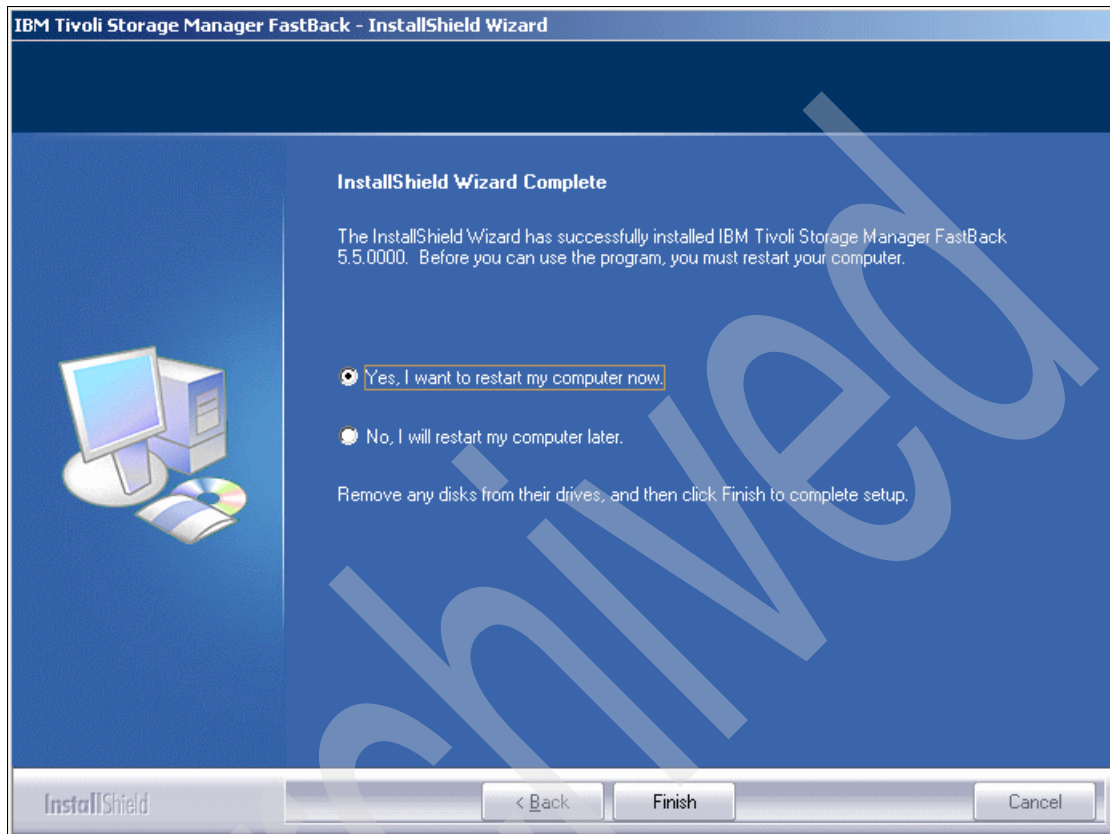 IBM Tivoli Storage Manager FastBack - InstallShield Wizard
InstallShield Wizard Complete
The InstallShield Wizard has successfully installed IBM Tivoli Storage Manager FastBack
5.5.0000. Before you can use the program, you must restart your computer.
Yes, I want to restart my computer now.
No, I will restart my computer later.
Remove any disks from their drives, and then click Finish to complete setup.
InstallShield
< Back
Finish
Cancel
hived